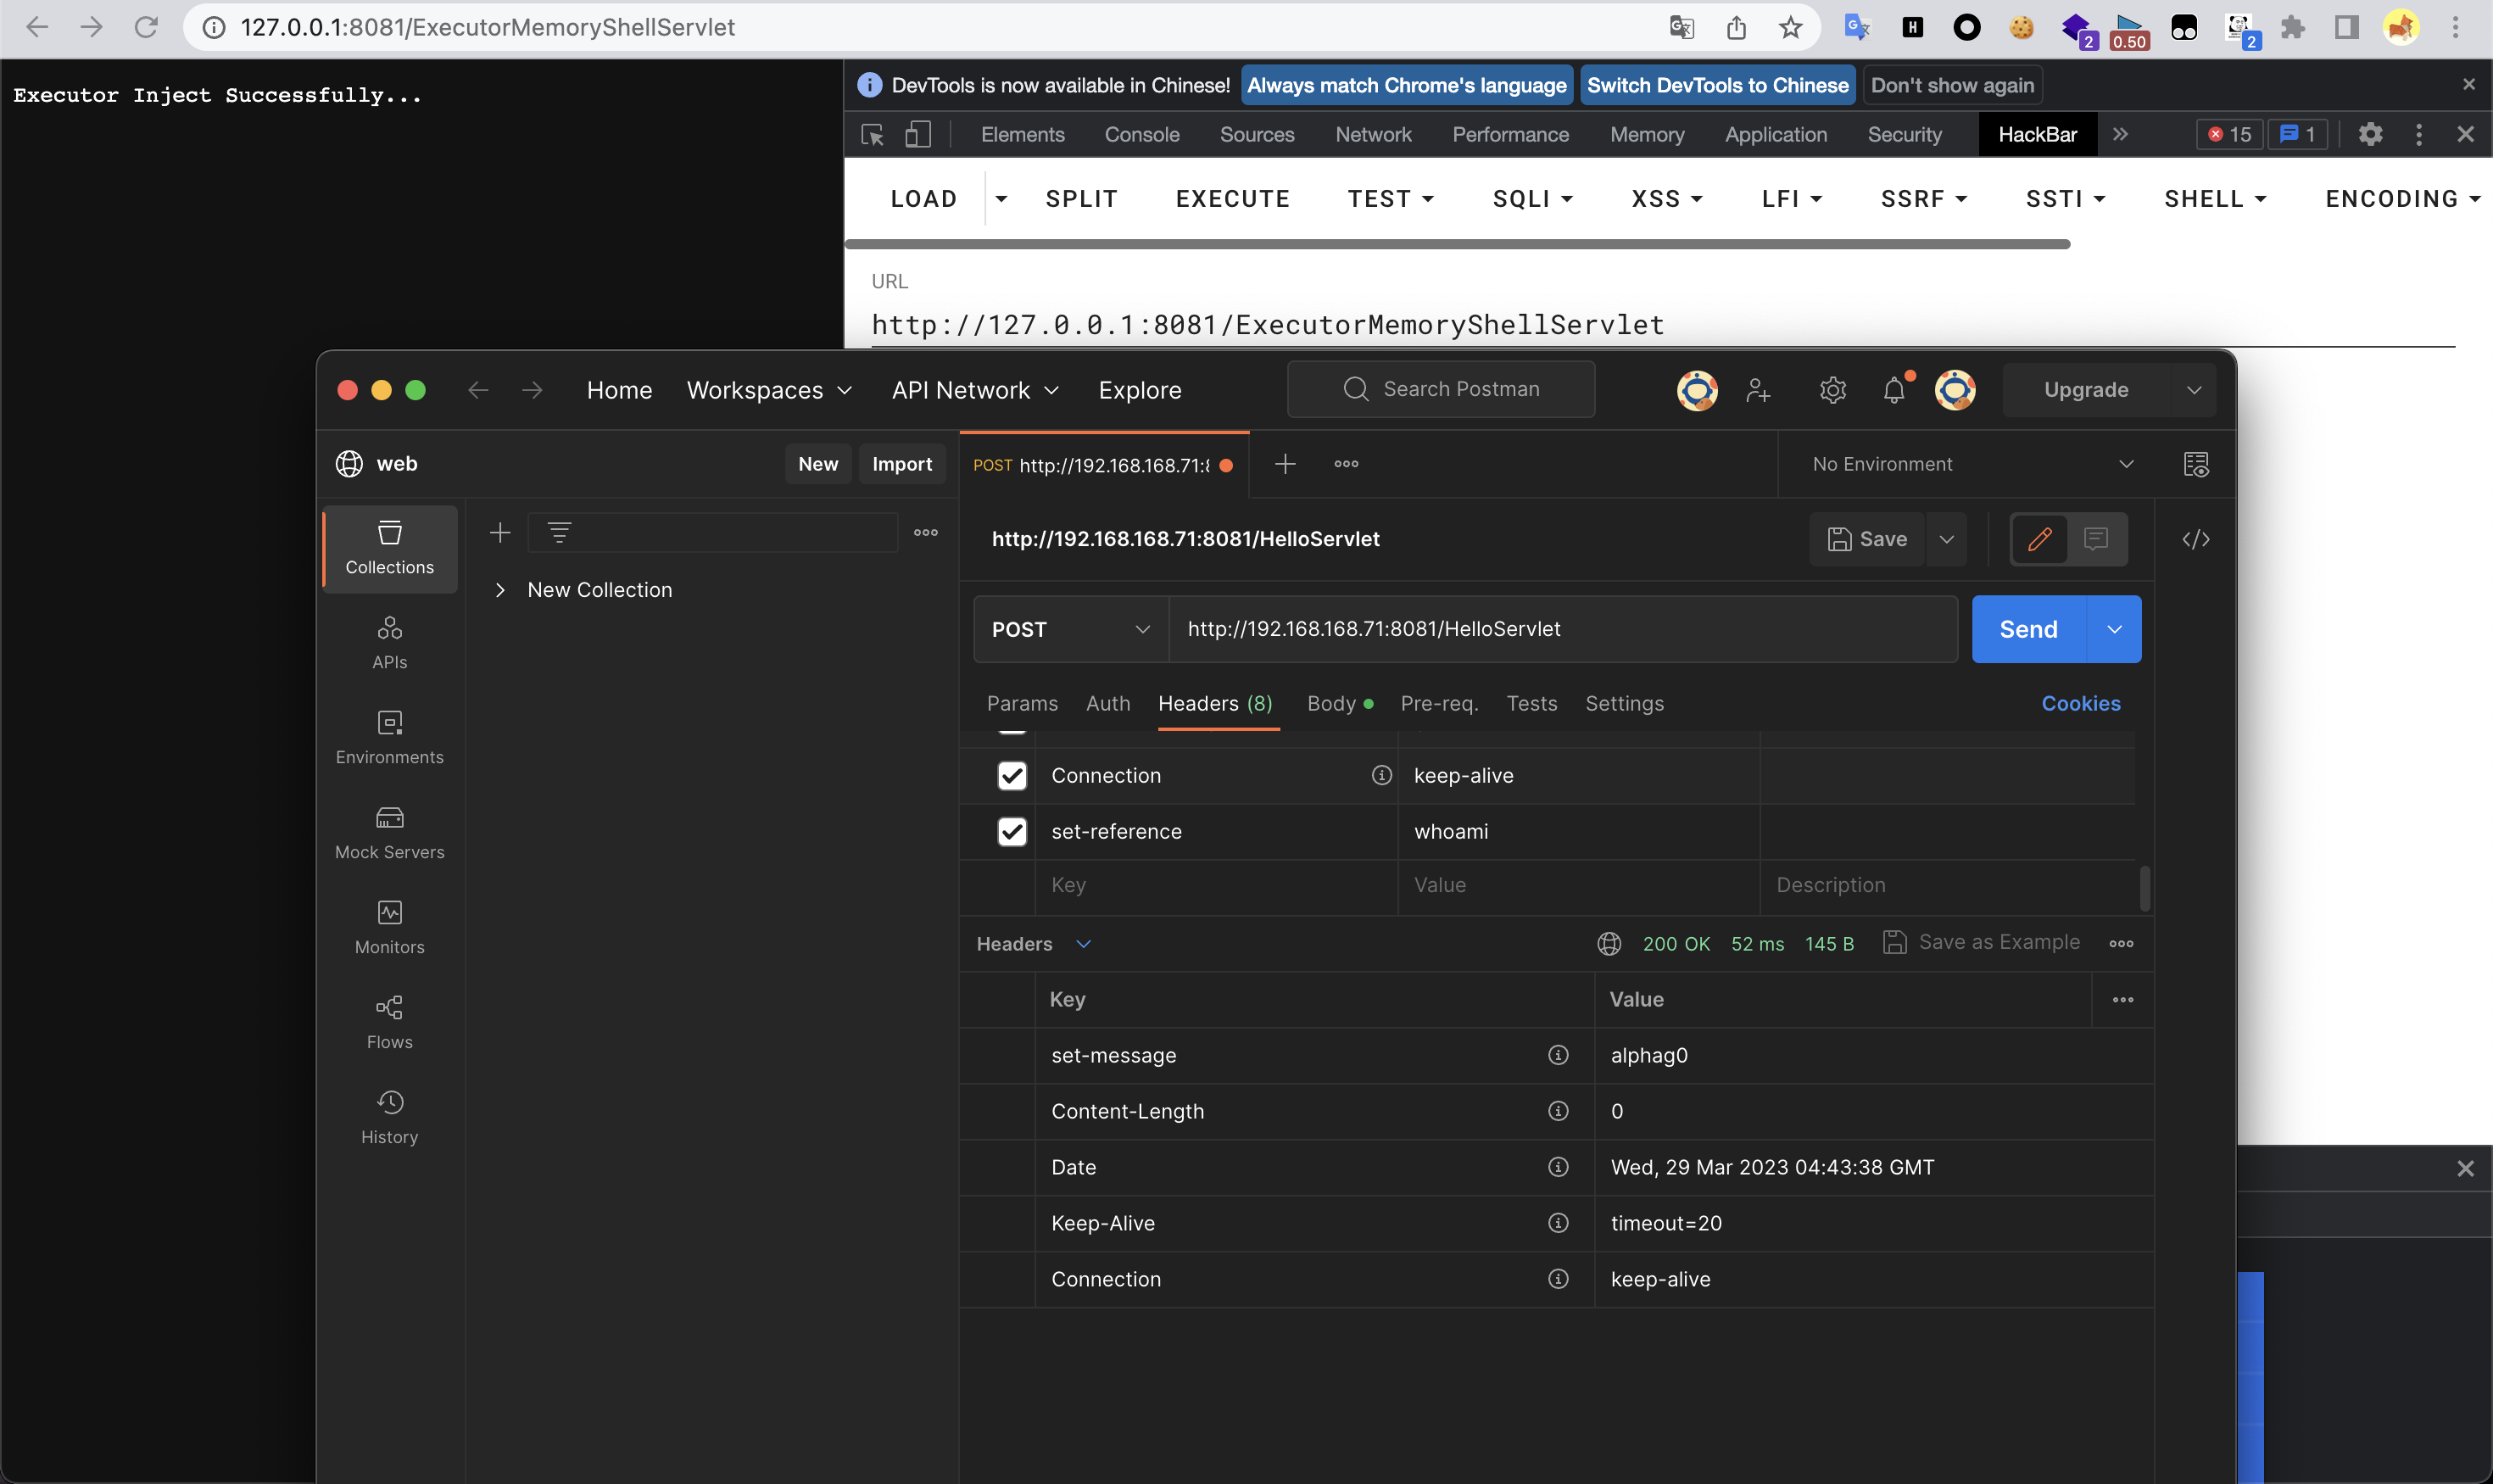 127.0.0.1:8081/ExecutorMemoryShellServlet
2
0.50
2
Executor Inject Successfully...
DevTools is now available in Chinese! Always match Chrome's language Switch DevTools to Chinese Don't show again
Elements Console Sources Network Performance Memory Application Security HackBar 15 1
LOAD SPLIT EXECUTE TEST SQLI XSS LFI SSRF SSTI SHELL ENCODING
URL
http://127.0.0.1:8081/ExecutorMemoryShellServlet
Home Workspaces API Network Explore Search Postman Upgrade
web New Import POST http://192.168.168.71:8 No Environment
Collections
APIs
Environments
Mock Servers
Monitors
Flows
History
New Collection
http://192.168.168.71:8081/HelloServlet Save
POST http://192.168.168.71:8081/HelloServlet Send
Params Auth Headers (8) Body Pre-req. Tests Settings Cookies
Connection keep-alive
set-reference whoami
Key Value Description
Headers 200 OK 52 ms 145 B Save as Example
Key Value
set-message alphag0
Content-Length 0
Date Wed, 29 Mar 2023 04:43:38 GMT
Keep-Alive timeout=20
Connection keep-alive